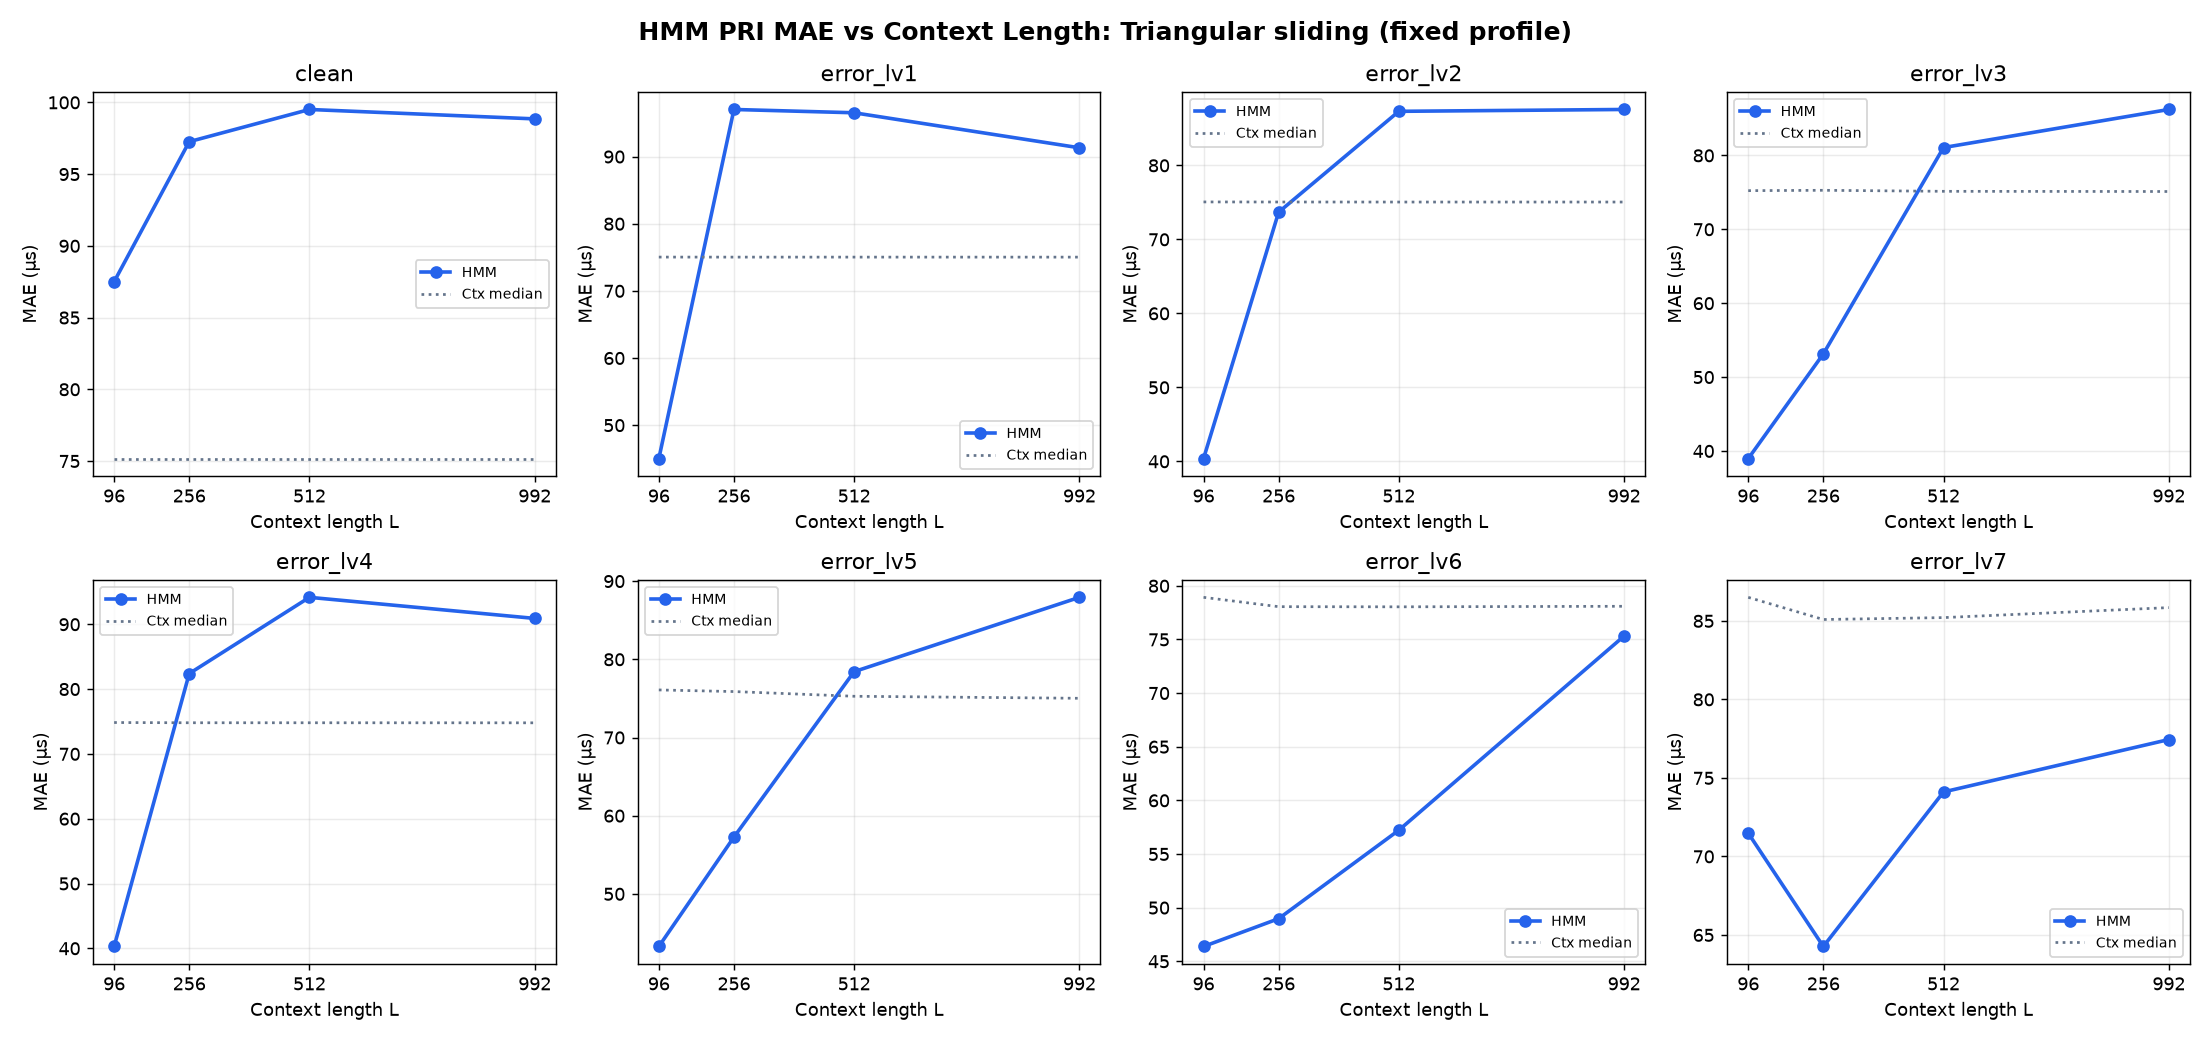 HMM PRI MAE vs Context Length: Triangular sliding (fixed profile)
clean
MAE (µs)
100
95
90
85
80
75
HMM
Ctx median
96 256 512 992
Context length L
error_lv1
MAE (µs)
90
80
70
60
50
HMM
Ctx median
96 256 512 992
Context length L
error_lv2
MAE (µs)
80
70
60
50
40
HMM
Ctx median
96 256 512 992
Context length L
error_lv3
MAE (µs)
80
70
60
50
40
HMM
Ctx median
96 256 512 992
Context length L
error_lv4
MAE (µs)
90
80
70
60
50
40
HMM
Ctx median
96 256 512 992
Context length L
error_lv5
MAE (µs)
90
80
70
60
50
HMM
Ctx median
96 256 512 992
Context length L
error_lv6
MAE (µs)
80
75
70
65
60
55
50
45
HMM
Ctx median
96 256 512 992
Context length L
error_lv7
MAE (µs)
85
80
75
70
65
HMM
Ctx median
96 256 512 992
Context length L